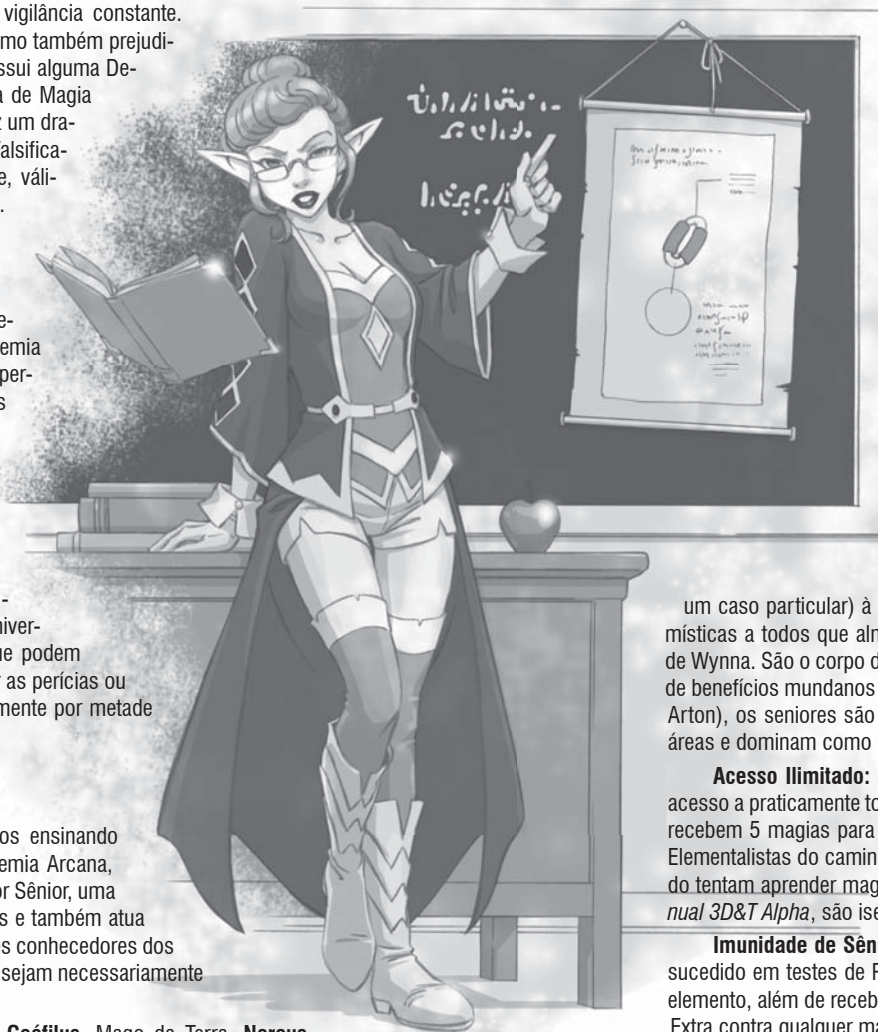 vigilância constante.
mo também prejudi-
ssui alguma De-
a de Magia
z um dra-
falsifica-
e, váli-
e-
emia
per-
s
-
niver-
ue podem
r as perícias ou
mente por metade
os ensinando
emia Arcana,
or Sênior, uma
s e também atua
es conhecedores dos
sejam necessariamente
Mago da Terra,
um caso particular) à
místicas a todos que aln
de Wynna. São o corpo d
de benefícios mundanos
Arton), os seniores são
áreas e dominam como
Acesso Ilimitado:
acesso a praticamente to
recebem 5 magias para
Elementalistas do camin
do tentam aprender mag
nual 3D&T Alpha, são ise
Imunidade de Sên
sucedido em testes de R
elemento, além de receb
Extra contra qualquer ma